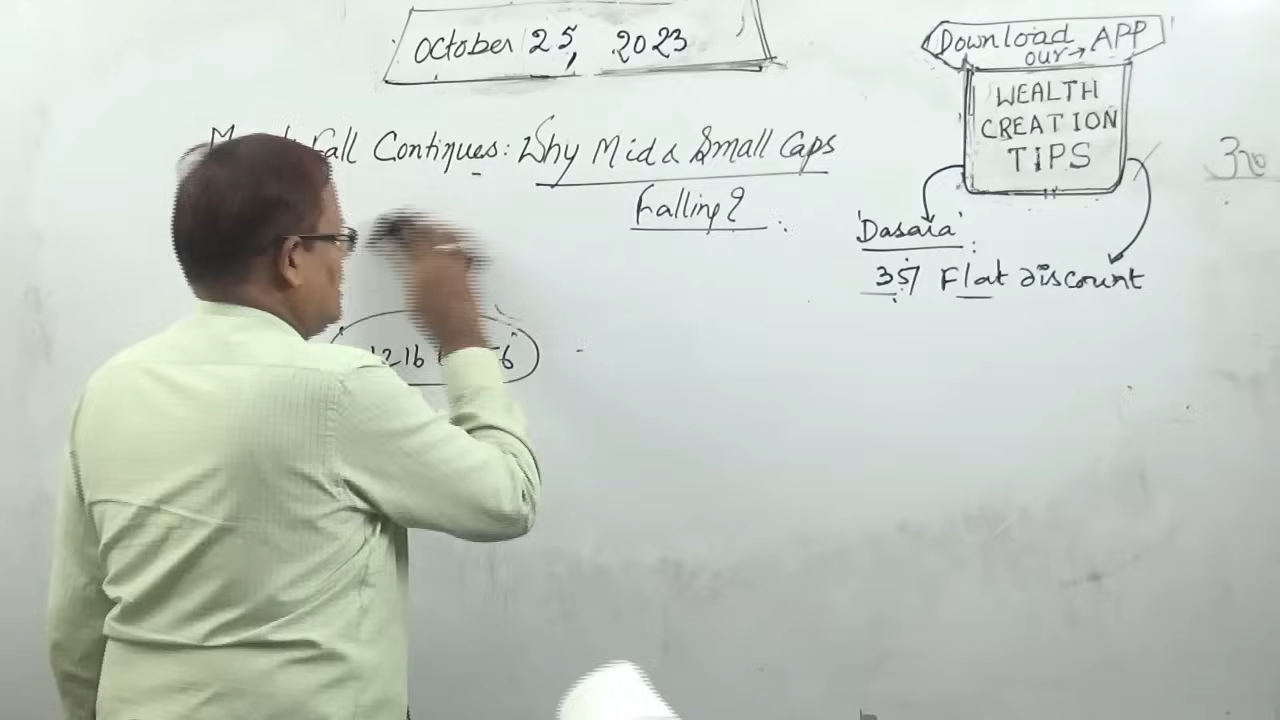 October 25, 2023
Download APP
our→
WEALTH
CREATION
TIPS
Fall Continues: Why Mid & Small Caps
Falling?
'Dasara'
35% Flat discount